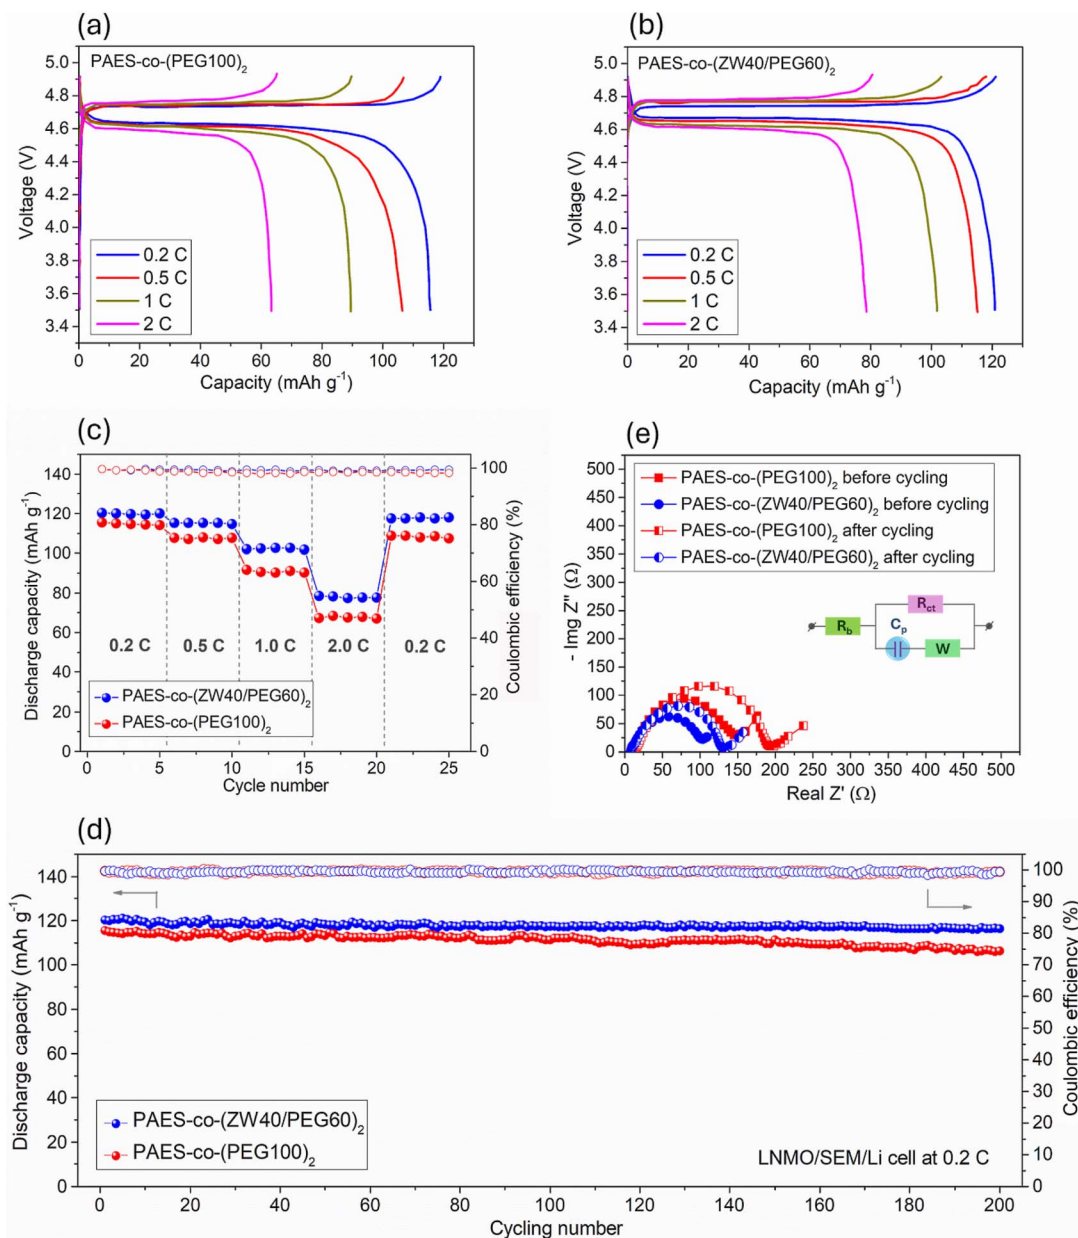 (a)
PAES-co-(PEG100)2
Voltage (V)
5.0
4.8
4.6
4.4
4.2
4.0
3.8
3.6
3.4
0.2 C
0.5 C
1 C
2 C
0 20 40 60 80 100 120
Capacity (mAh g-1)
(b)
PAES-co-(ZW40/PEG60)2
Voltage (V)
5.0
4.8
4.6
4.4
4.2
4.0
3.8
3.6
3.4
0.2 C
0.5 C
1 C
2 C
0 20 40 60 80 100 120
Capacity (mAh g-1)
(c)
Discharge capacity (mAh g-1)
140
120
100
80
60
40
20
0
0.2 C 0.5 C 1.0 C 2.0 C 0.2 C
PAES-co-(ZW40/PEG60)2
PAES-co-(PEG100)2
0 5 10 15 20 25
Cycle number
100
80
60
40
20
0
Coulombic efficiency (%)
(e)
- Img Z" (Ω)
500
450
400
350
300
250
200
150
100
50
0
PAES-co-(PEG100)2 before cycling
PAES-co-(ZW40/PEG60)2 before cycling
PAES-co-(PEG100)2 after cycling
PAES-co-(ZW40/PEG60)2 after cycling
Rct
Rb
Cp
W
0 50 100 150 200 250 300 350 400 450 500
Real Z' (Ω)
(d)
Discharge capacity (mAh g-1)
140
120
100
80
60
40
20
0
PAES-co-(ZW40/PEG60)2
PAES-co-(PEG100)2
LNMO/SEM/Li cell at 0.2 C
0 20 40 60 80 100 120 140 160 180 200
Cycling number
100
90
80
70
60
50
40
30
20
10
0
Coulombic efficiency (%)